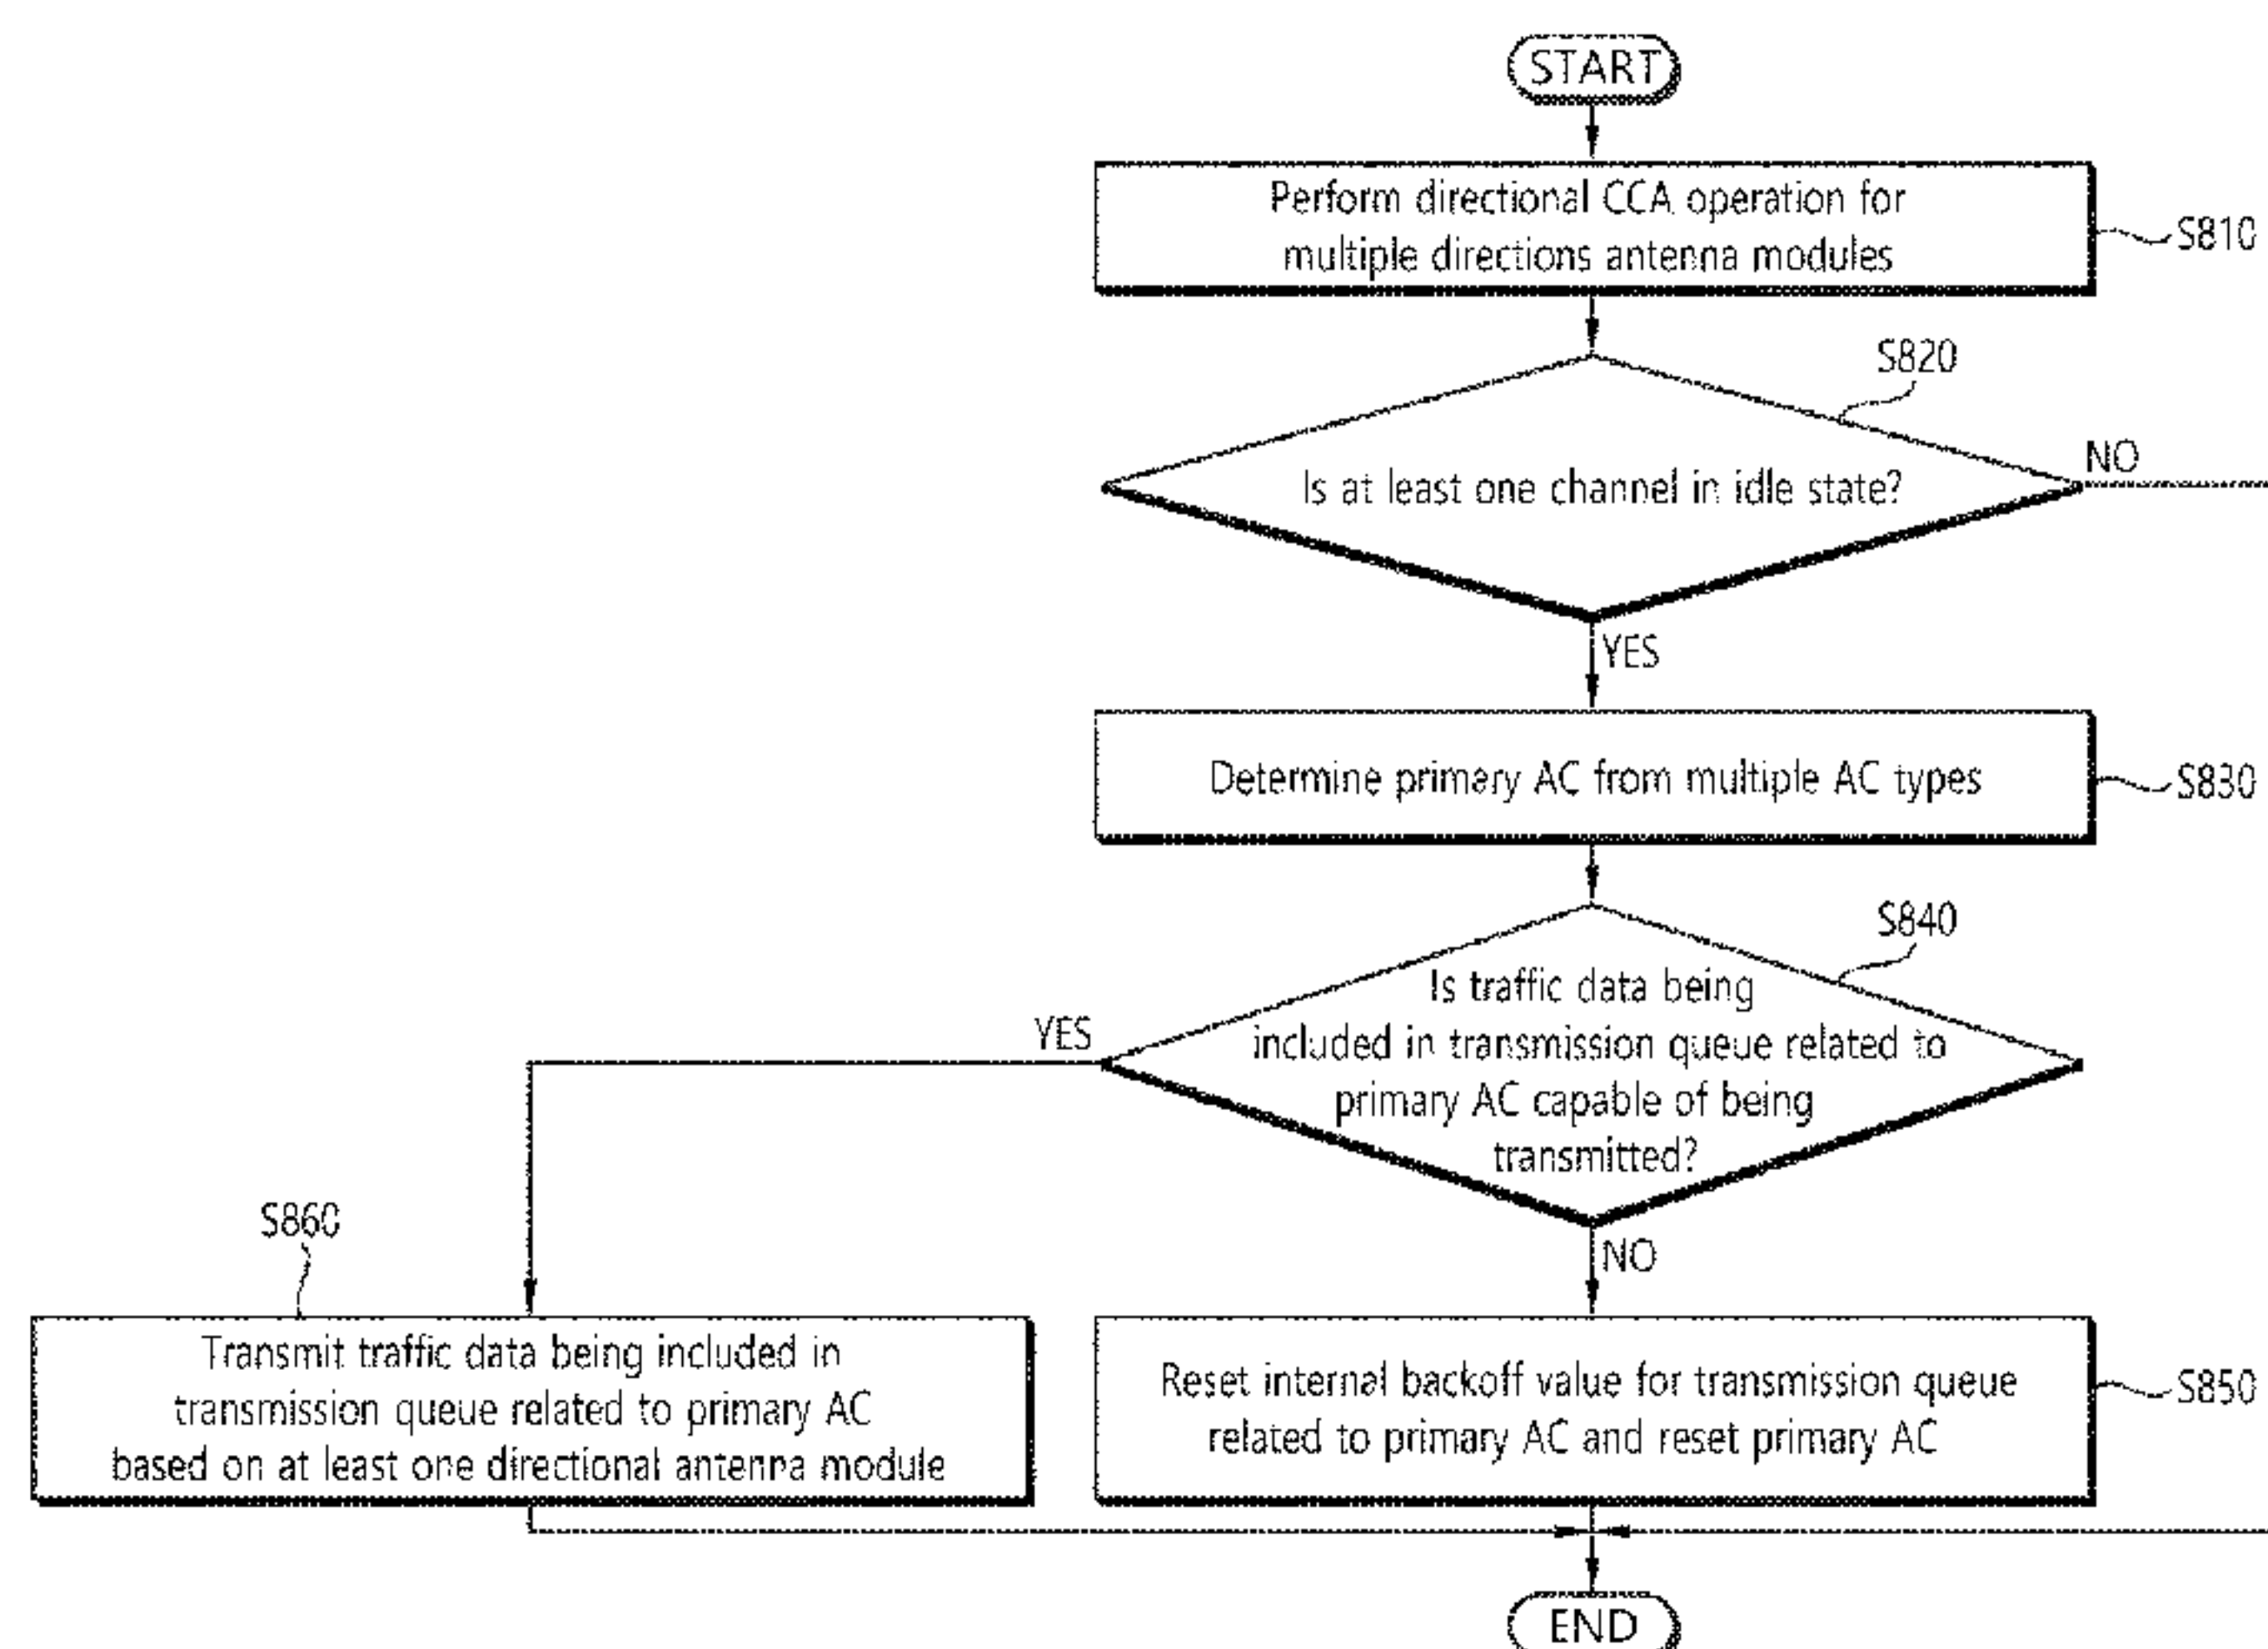 START
Perform directional CCA operation for
multiple directions antenna modules
S810
S820
Is at least one channel in idle state?
NO
YES
Determine primary AC from multiple AC types
S830
S840
Is traffic data being
included in transmission queue related to
primary AC capable of being
transmitted?
YES
NO
S860
Transmit traffic data being included in
transmission queue related to primary AC
based on at least one directional antenna module
Reset internal backoff value for transmission queue
related to primary AC and reset primary AC
S850
END